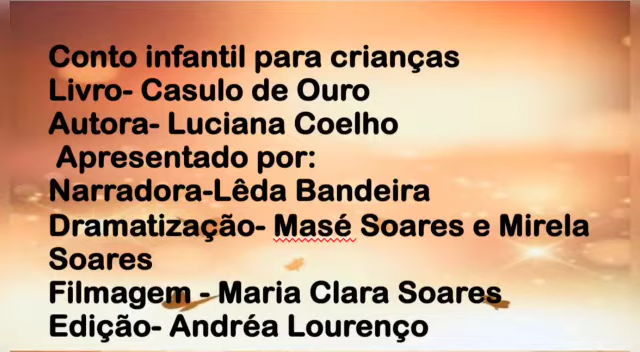 Conto infantil para crianças
Livro- Casulo de Ouro
Autora- Luciana Coelho
Apresentado por:
Narradora-Lêda Bandeira
Dramatização- Masé Soares e Mirela
Soares
Filmagem - Maria Clara Soares
Edição- Andréa Lourenço